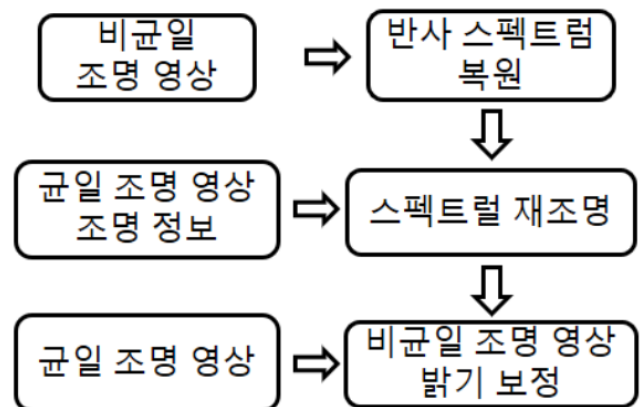 비균일
조명 영상
반사 스펙트럼
복원
균일 조명 영상
조명 정보
스펙트럴 재조명
균일 조명 영상
비균일 조명 영상
밝기 보정